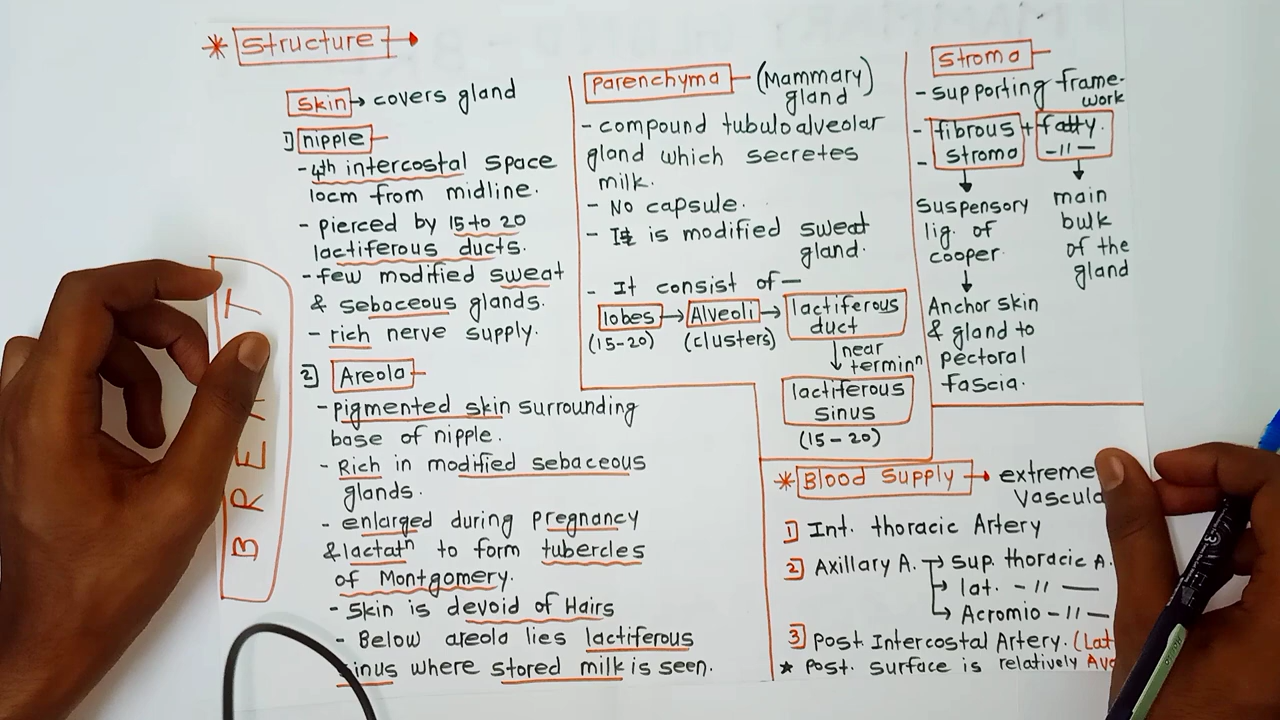 * Structure →
Skin → covers gland
1) nipple
- 4th intercostal space
10cm from midline.
- pierced by 15 to 20
lactiferous ducts.
- few modified sweat
& sebaceous glands.
- rich nerve supply.
2) Areola
- pigmented skin surrounding
base of nipple.
- Rich in modified sebaceous
glands.
- enlarged during pregnancy
& lactatⁿ to form tubercles
of Montgomery.
- Skin is devoid of Hairs
- Below areola lies lactiferous
sinus where stored milk is seen.
Parenchyma - (Mammary)
gland
- compound tubuloalveolar
gland which secretes
milk.
- No capsule.
- It is modified sweat
gland.
- It consist of —
lobes → Alveoli → lactiferous
duct
(15-20) (clusters)
↓ near
terminⁿ
lactiferous
sinus
(15-20)
Stroma
- supporting frame-
work
- fibrous + fatty
- stroma -11-
↓ ↓
Suspensory
lig. of
cooper.
↓
Anchor skin
& gland to
pectoral
fascia.
main
bulk
of the
gland
* Blood Supply → extreme
Vascula
1) Int. thoracic Artery
2) Axillary A. → sup. thoracic A.
→ lat. -11-
→ Acromio -11-
3) Post. Intercostal Artery. (Lat
* Post. surface is relatively Av